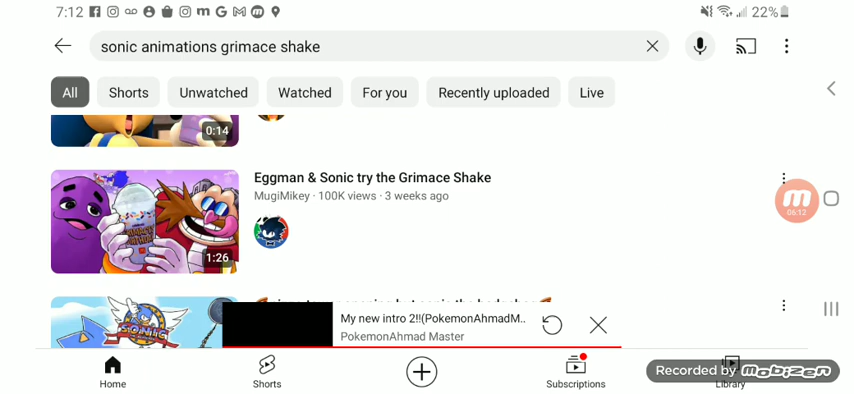 7:12
22%
sonic animations grimace shake
All
Shorts
Unwatched
Watched
For you
Recently uploaded
Live
0:14
Eggman & Sonic try the Grimace Shake
MugiMikey · 100K views · 3 weeks ago
1:26
06:12
SONIC
My new intro 2!!(PokemonAhmadM..
PokemonAhmad Master
Home
Shorts
Subscriptions
Library
Recorded by mobizen